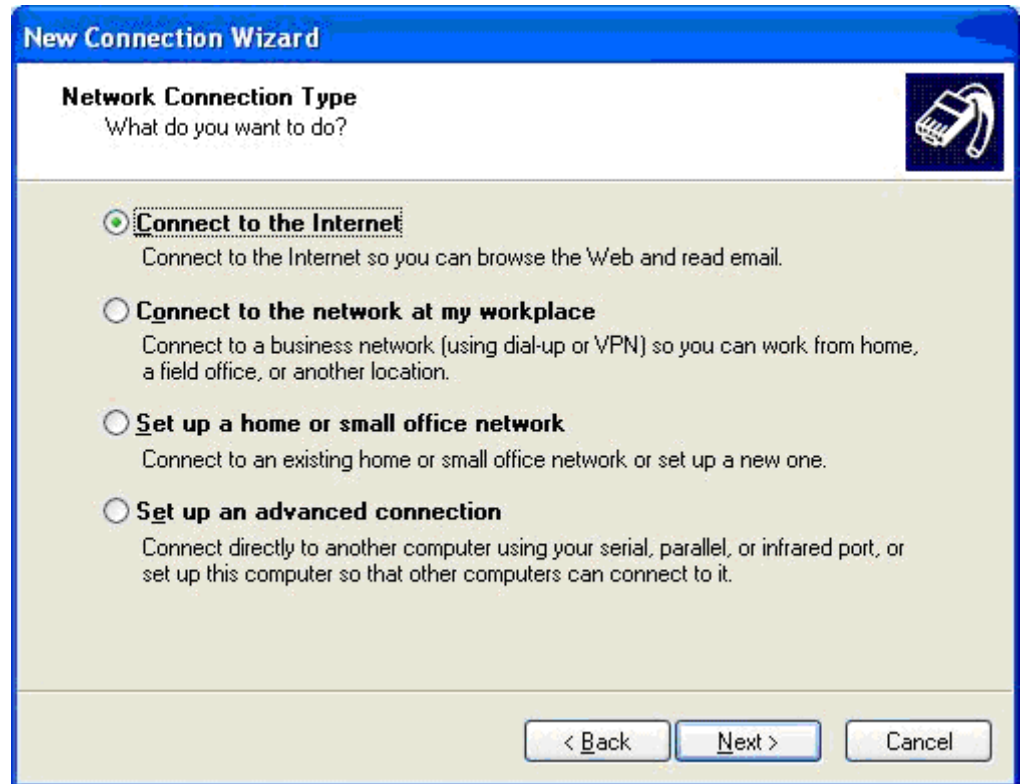 New Connection Wizard
Network Connection Type
What do you want to do?
Connect to the Internet
Connect to the Internet so you can browse the Web and read email.
Connect to the network at my workplace
Connect to a business network (using dial-up or VPN) so you can work from home,
a field office, or another location.
Set up a home or small office network
Connect to an existing home or small office network or set up a new one.
Set up an advanced connection
Connect directly to another computer using your serial, parallel, or infrared port, or
set up this computer so that other computers can connect to it.
< Back Next > Cancel